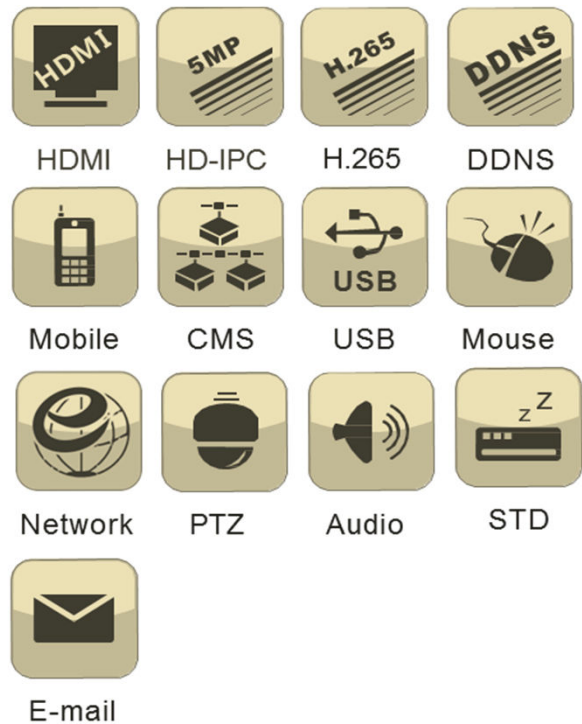 HDMI 5MP H.265 DDNS
HDMI HD-IPC H.265 DDNS
USB
Mobile CMS USB Mouse
z Z
Network PTZ Audio STD
E-mail